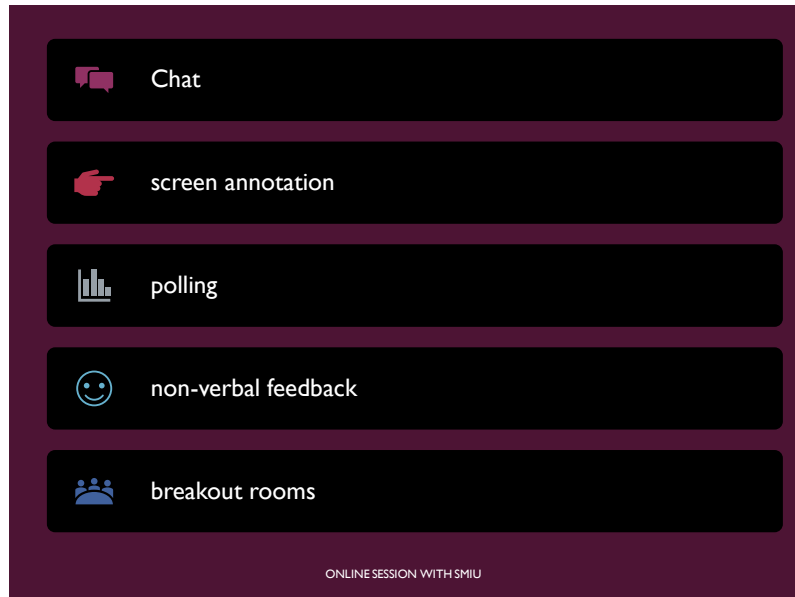 Chat
screen annotation
polling
non-verbal feedback
breakout rooms
ONLINE SESSION WITH SMIU